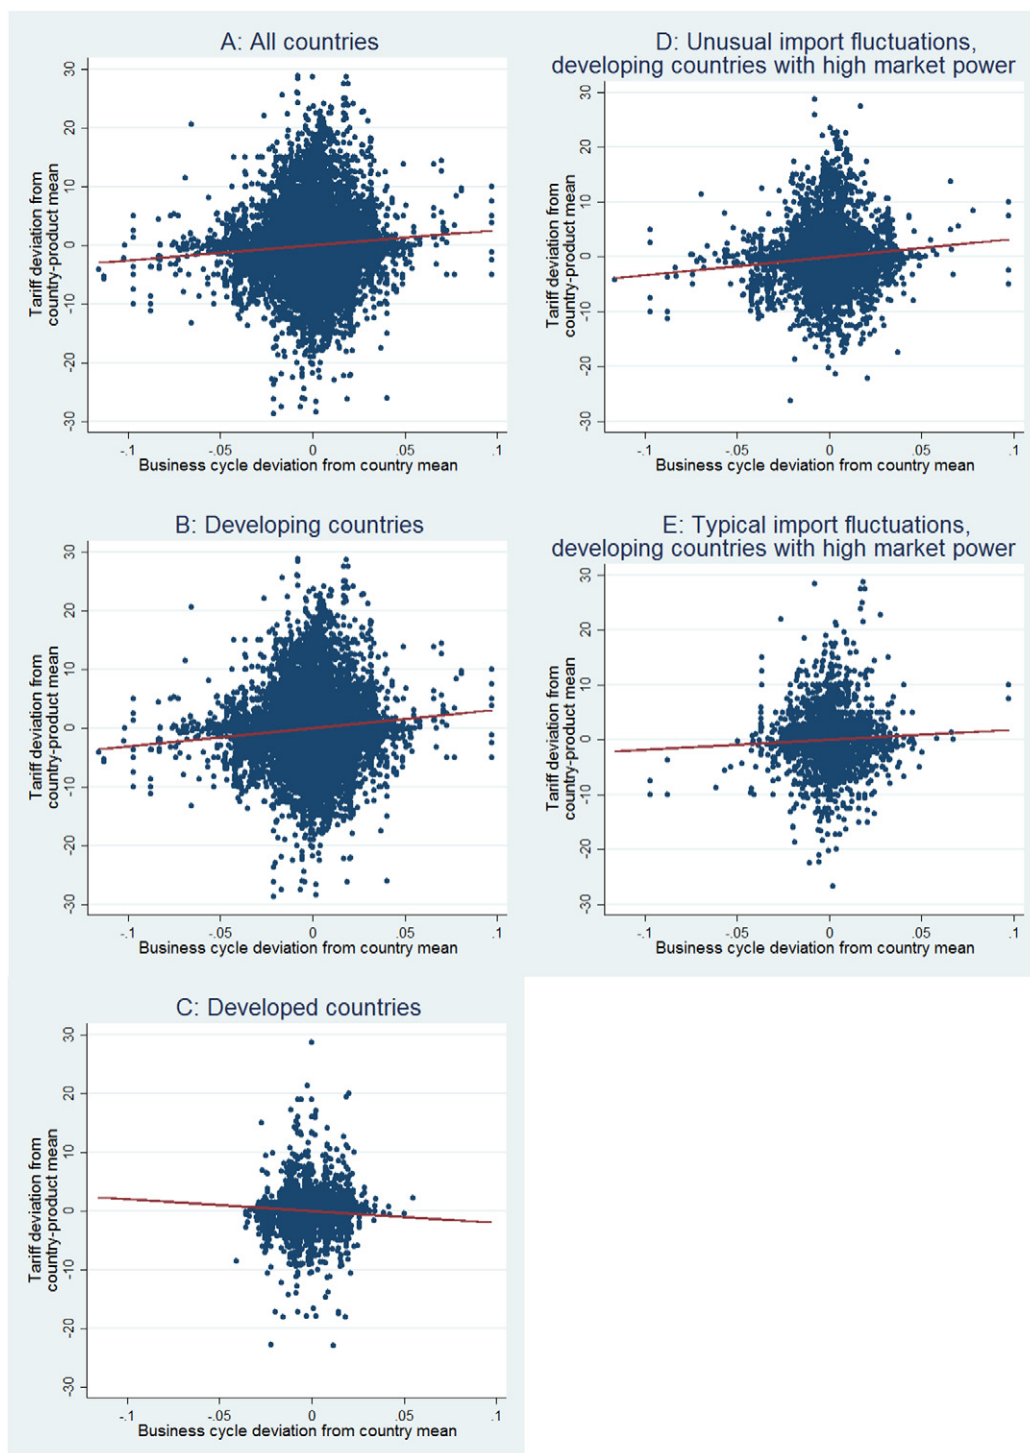 A: All countries
30
20
10
0
-10
-20
-30
Tariff deviation from
country-product mean
-.1
-.05
0
.05
.1
Business cycle deviation from country mean
B: Developing countries
30
20
10
0
-10
-20
-30
Tariff deviation from
country-product mean
-.1
-.05
0
.05
.1
Business cycle deviation from country mean
C: Developed countries
30
20
10
0
-10
-20
-30
Tariff deviation from
country-product mean
-.1
-.05
0
.05
.1
Business cycle deviation from country mean
D: Unusual import fluctuations,
developing countries with high market power
30
20
10
0
-10
-20
-30
Tariff deviation from
country-product mean
-.1
-.05
0
.05
.1
Business cycle deviation from country mean
E: Typical import fluctuations,
developing countries with high market power
30
20
10
0
-10
-20
-30
Tariff deviation from
country-product mean
-.1
-.05
0
.05
.1
Business cycle deviation from country mean